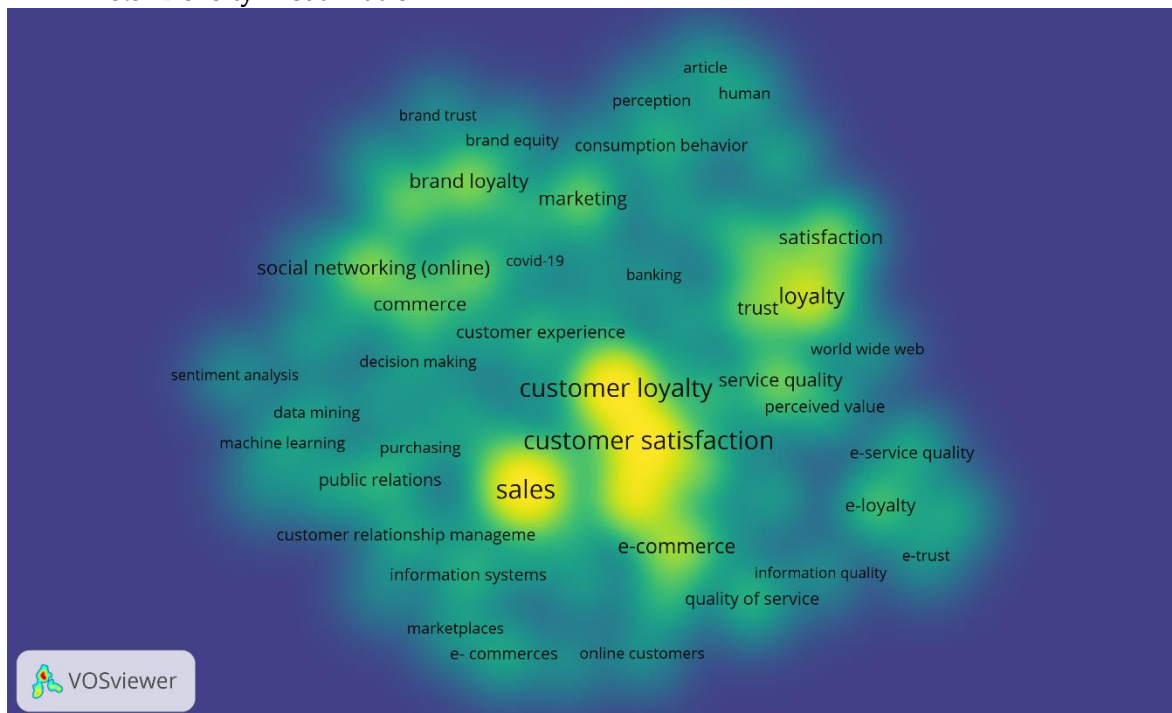 article
human
perception
brand trust
brand equity
consumption behavior
brand loyalty
marketing
satisfaction
social networking (online)
covid-19
banking
loyalty
trust
commerce
customer experience
world wide web
decision making
sentiment analysis
customer loyalty
service quality
perceived value
data mining
machine learning
purchasing
customer satisfaction
e-service quality
public relations
sales
e-loyalty
customer relationship manageme
e-commerce
e-trust
information systems
information quality
quality of service
marketplaces
e- commerces
online customers
VOSviewer